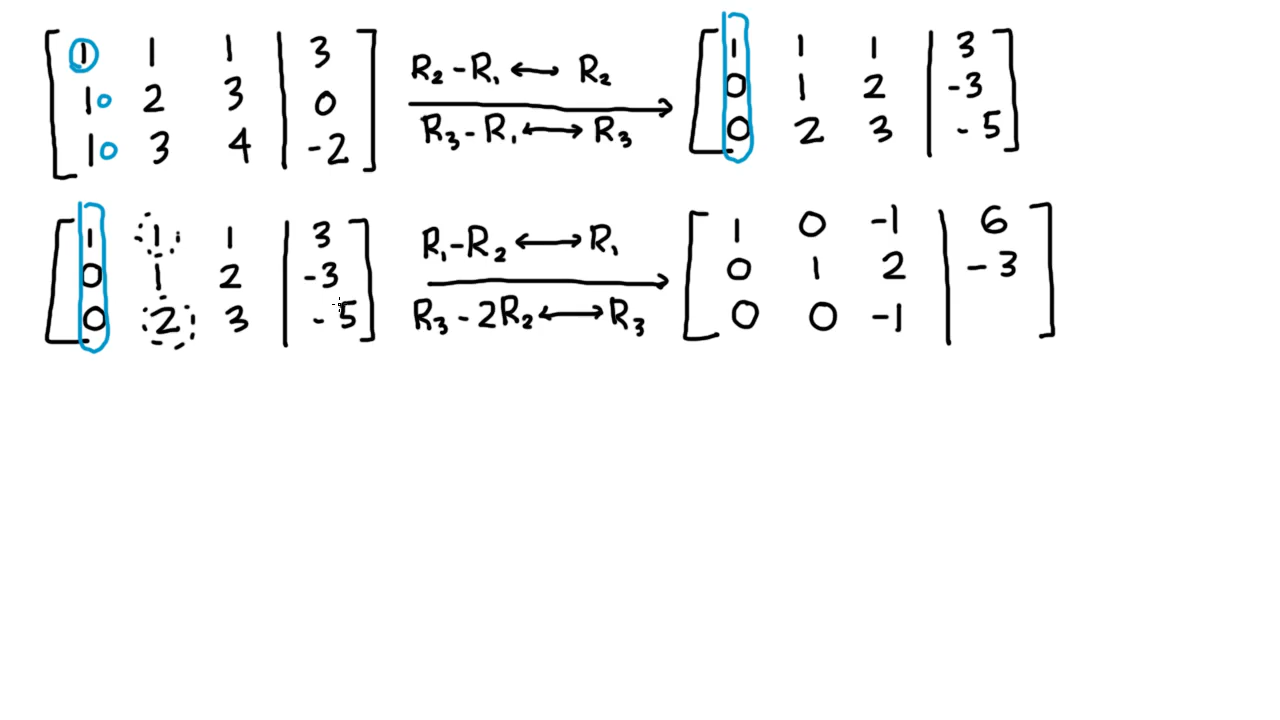 1 1 1 | 3 R₂ - R₁ ↔ R₂ 1 1 1 | 3
1 0 2 3 | 0 0 1 2 | -3
1 0 3 4 | -2 R₃ - R₁ ↔ R₃ 0 2 3 | -5
1 1 1 | 3 R₁ - R₂ ↔ R₁ 1 0 -1 | 6
0 1 2 | -3 0 1 2 | -3
0 2 3 | -5 R₃ - 2R₂ ↔ R₃ 0 0 -1 |